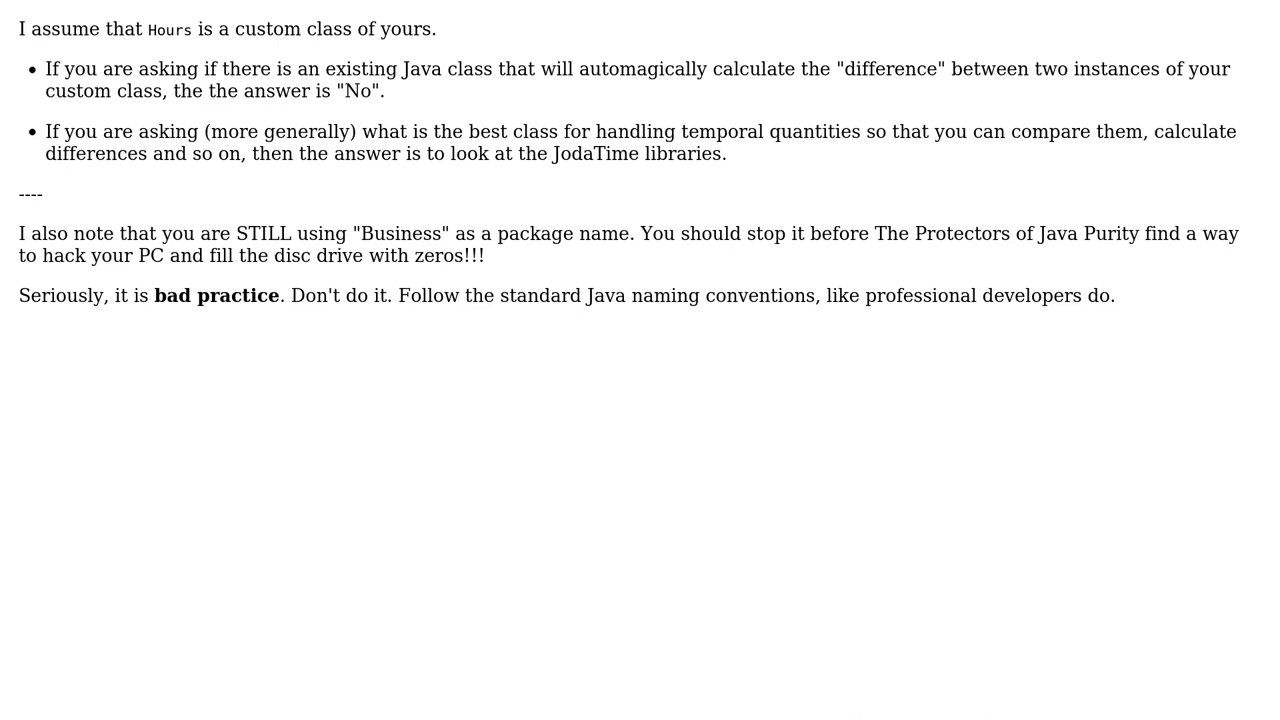 I assume that Hours is a custom class of yours.
• If you are asking if there is an existing Java class that will automagically calculate the "difference" between two instances of your
custom class, the the answer is "No".
• If you are asking (more generally) what is the best class for handling temporal quantities so that you can compare them, calculate
differences and so on, then the answer is to look at the JodaTime libraries.
----
I also note that you are STILL using "Business" as a package name. You should stop it before The Protectors of Java Purity find a way
to hack your PC and fill the disc drive with zeros!!!
Seriously, it is bad practice. Don't do it. Follow the standard Java naming conventions, like professional developers do.